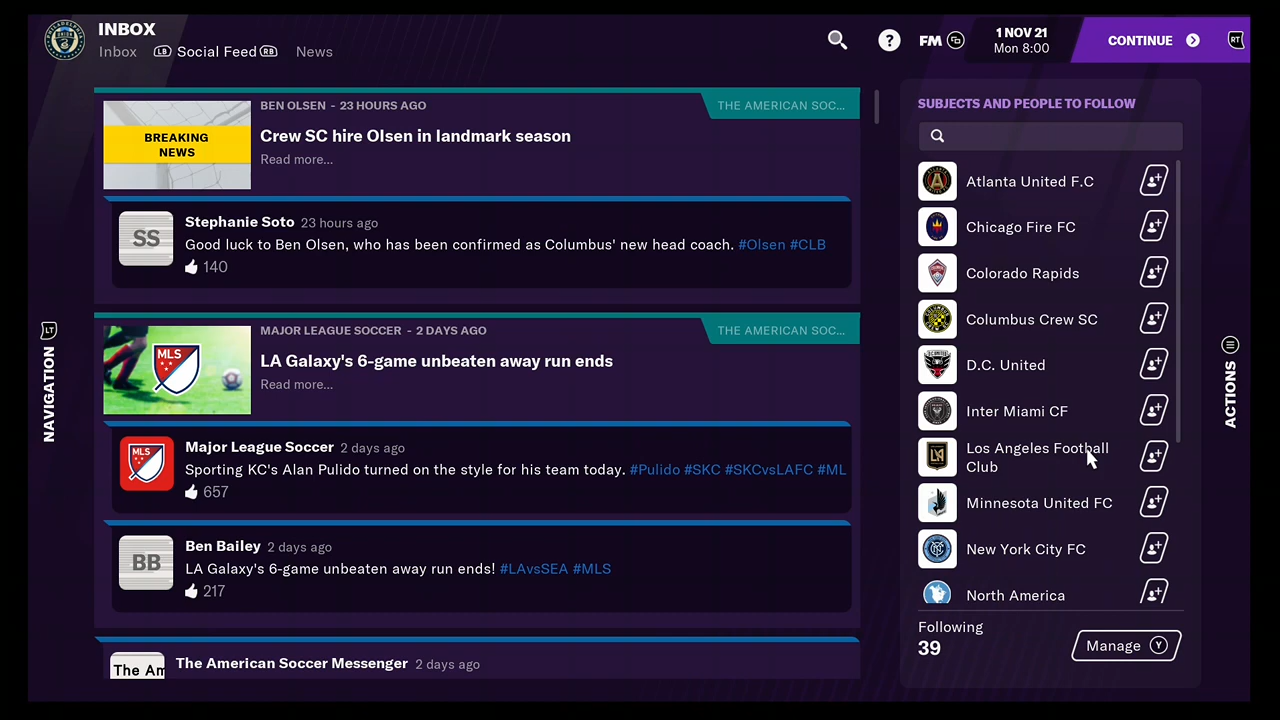 INBOX
Inbox LB Social Feed RB News
? FM
1 NOV 21
Mon 8:00
CONTINUE RT
LT
NAVIGATION
BEN OLSEN - 23 HOURS AGO
THE AMERICAN SOC...
BREAKING
NEWS
Crew SC hire Olsen in landmark season
Read more...
SS
Stephanie Soto 23 hours ago
Good luck to Ben Olsen, who has been confirmed as Columbus' new head coach. #Olsen #CLB
140
MAJOR LEAGUE SOCCER - 2 DAYS AGO
THE AMERICAN SOC...
MLS
LA Galaxy's 6-game unbeaten away run ends
Read more...
MLS
Major League Soccer 2 days ago
Sporting KC's Alan Pulido turned on the style for his team today. #Pulido #SKC #SKCvsLAFC #ML
657
BB
Ben Bailey 2 days ago
LA Galaxy's 6-game unbeaten away run ends! #LAvsSEA #MLS
217
The Am
The American Soccer Messenger 2 days ago
SUBJECTS AND PEOPLE TO FOLLOW
Atlanta United F.C
Chicago Fire FC
Colorado Rapids
Columbus Crew SC
D.C. United
Inter Miami CF
Los Angeles Football
Club
Minnesota United FC
New York City FC
North America
Following
39
Manage Y
ACTIONS